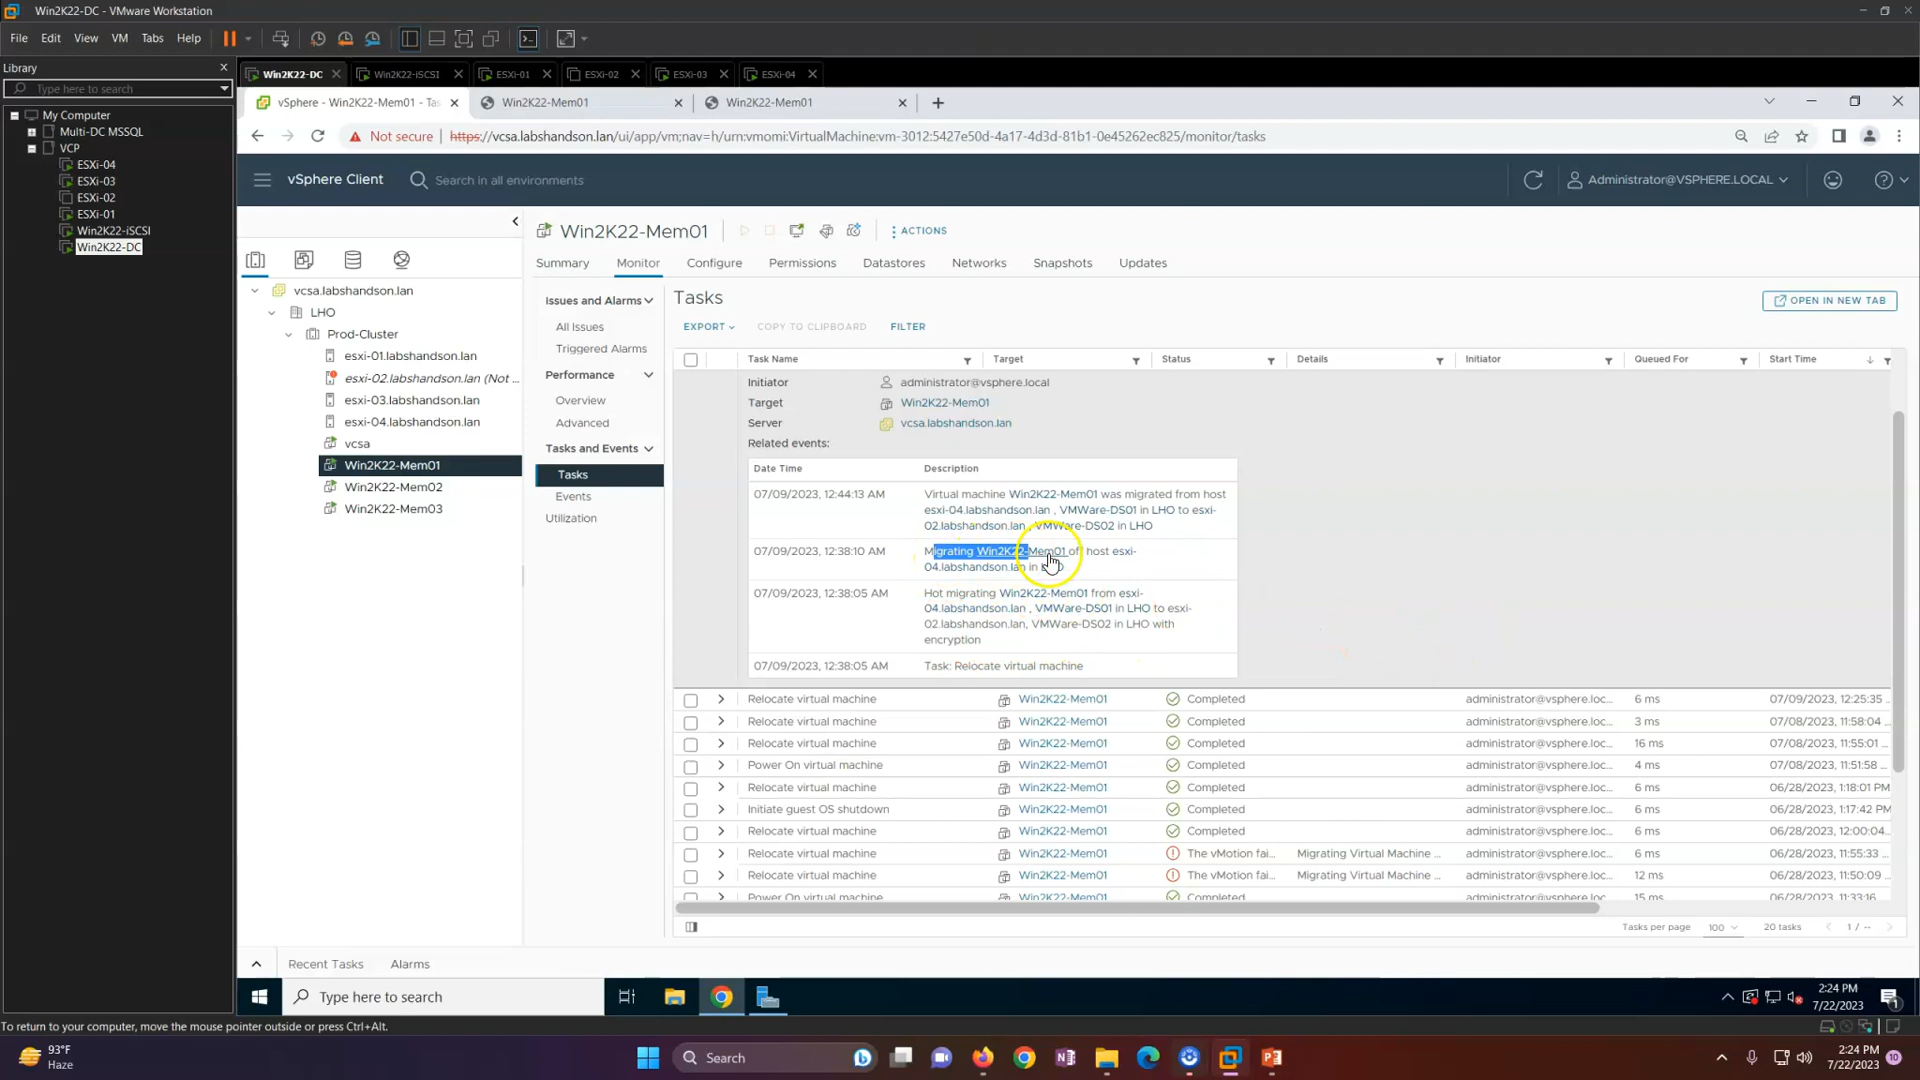 Win2K22-DC - VMware Workstation
File Edit View VM Tabs Help
Library
Type here to search
My Computer
Multi-DC MSSQL
VCP
ESXi-04
ESXi-03
ESXi-02
ESXi-01
Win2K22-iSCSI
Win2K22-DC
Win2K22-DC Win2K22-iSCSI ESXi-01 ESXi-02 ESXi-03 ESXi-04
vSphere - Win2K22-Mem01 - Tas Win2K22-Mem01 Win2K22-Mem01
Not secure https://vcsa.labshandson.lan/ui/app/vm;nav=h/urn:vmomi:VirtualMachine:vm-3012:5427e50d-4a17-4d3d-81b1-0e45262ec825/monitor/tasks
vSphere Client Search in all environments Administrator@VSPHERE.LOCAL
vcsa.labshandson.lan
LHO
Prod-Cluster
esxi-01.labshandson.lan
esxi-02.labshandson.lan (Not ...
esxi-03.labshandson.lan
esxi-04.labshandson.lan
vcsa
Win2K22-Mem01
Win2K22-Mem02
Win2K22-Mem03
Win2K22-Mem01 ACTIONS
Summary Monitor Configure Permissions Datastores Networks Snapshots Updates
Issues and Alarms
All Issues
Triggered Alarms
Performance
Overview
Advanced
Tasks and Events
Tasks
Events
Utilization
Tasks
OPEN IN NEW TAB
EXPORT COPY TO CLIPBOARD FILTER
Task Name Target Status Details Initiator Queued For Start Time
Initiator administrator@vsphere.local
Target Win2K22-Mem01
Server vcsa.labshandson.lan
Related events:
Date Time Description
07/09/2023, 12:44:13 AM Virtual machine Win2K22-Mem01 was migrated from host
esxi-04.labshandson.lan , VMWare-DS01 in LHO to esxi-
02.labshandson.lan , VMWare-DS02 in LHO
07/09/2023, 12:38:10 AM Migrating Win2K22-Mem01 off host esxi-
04.labshandson.lan in LHO
07/09/2023, 12:38:05 AM Hot migrating Win2K22-Mem01 from esxi-
04.labshandson.lan , VMWare-DS01 in LHO to esxi-
02.labshandson.lan, VMWare-DS02 in LHO with
encryption
07/09/2023, 12:38:05 AM Task: Relocate virtual machine
Relocate virtual machine Win2K22-Mem01 Completed administrator@vsphere.loc... 6 ms 07/09/2023, 12:25:35 ...
Relocate virtual machine Win2K22-Mem01 Completed administrator@vsphere.loc... 3 ms 07/08/2023, 11:58:04 ...
Relocate virtual machine Win2K22-Mem01 Completed administrator@vsphere.loc... 16 ms 07/08/2023, 11:55:01 ...
Power On virtual machine Win2K22-Mem01 Completed administrator@vsphere.loc... 4 ms 07/08/2023, 11:51:58 ...
Relocate virtual machine Win2K22-Mem01 Completed administrator@vsphere.loc... 6 ms 06/28/2023, 1:18:01 PM
Initiate guest OS shutdown Win2K22-Mem01 Completed administrator@vsphere.loc... 6 ms 06/28/2023, 1:17:42 PM
Relocate virtual machine Win2K22-Mem01 Completed administrator@vsphere.loc... 6 ms 06/28/2023, 12:00:04 ...
Relocate virtual machine Win2K22-Mem01 The vMotion fai... Migrating Virtual Machine ... administrator@vsphere.loc... 6 ms 06/28/2023, 11:55:33 ...
Relocate virtual machine Win2K22-Mem01 The vMotion fai... Migrating Virtual Machine ... administrator@vsphere.loc... 12 ms 06/28/2023, 11:50:09 ...
Power On virtual machine Win2K22-Mem01 Completed administrator@vsphere.loc... 15 ms 06/28/2023, 11:33:16 ...
Tasks per page 100 20 tasks 1 / --
Recent Tasks Alarms
Type here to search
2:24 PM
7/22/2023
1
To return to your computer, move the mouse pointer outside or press Ctrl+Alt.
93°F
Haze
Search
2:24 PM
7/22/2023
10